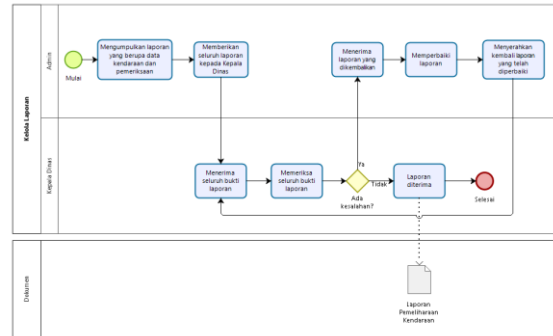 Kelola Laporan
Admin
Mulai
Mengumpulkan laporan
yang berupa data
kendaraan dan
pemeriksaan
Memberikan
seluruh laporan
kepada Kepala
Dinas
Menerima
laporan yang
dikembalikan
Memperbaiki
laporan
Menyerahkan
kembali laporan
yang telah
diperbaiki
Kepala Dinas
Menerima
seluruh bukti
laporan
Memeriksa
seluruh bukti
laporan
Ya
Tidak
Ada
kesalahan?
Laporan
diterima
Selesai
Dokumen
Laporan
Pemeliharaan
Kendaraan